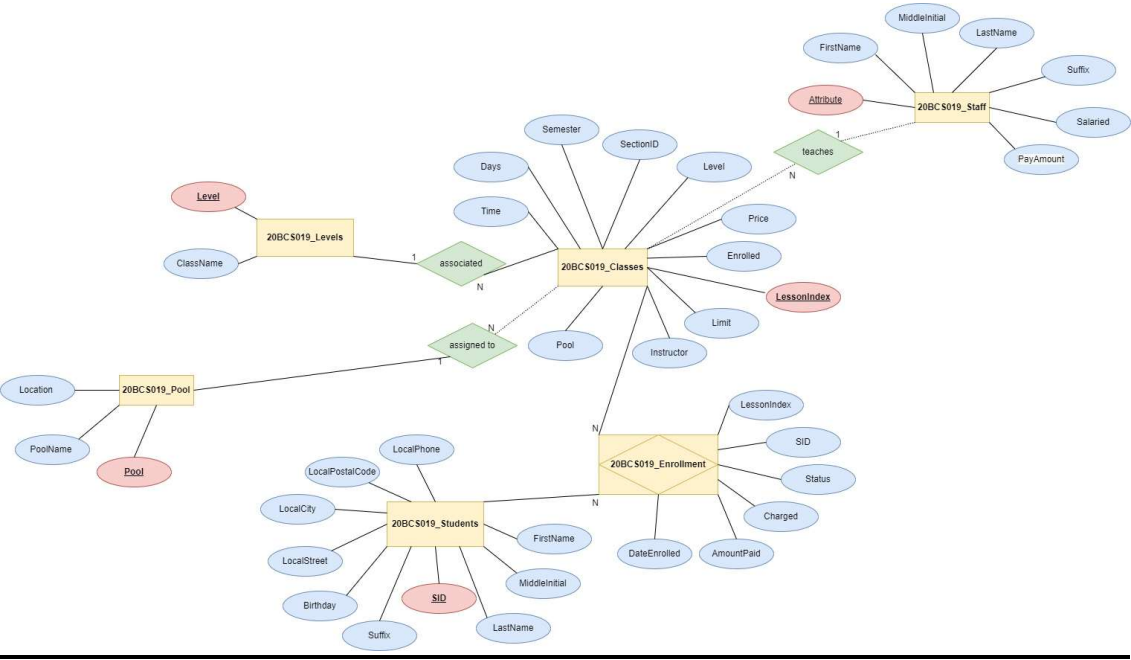 MiddleInitial
LastName
FirstName
Suffix
Attribute
20BCS019_Staff
Salaried
PayAmount
1
teaches
N
Semester
SectionID
Days
Level
Time
Price
Enrolled
20BCS019_Classes
LessonIndex
Limit
Instructor
Pool
Level
20BCS019_Levels
ClassName
1
associated
N
N
assigned to
1
Location
20BCS019_Pool
PoolName
Pool
LessonIndex
N
SID
20BCS019_Enrollment
Status
Charged
N
DateEnrolled
AmountPaid
LocalPhone
LocalPostalCode
LocalCity
20BCS019_Students
FirstName
LocalStreet
MiddleInitial
Birthday
SID
LastName
Suffix